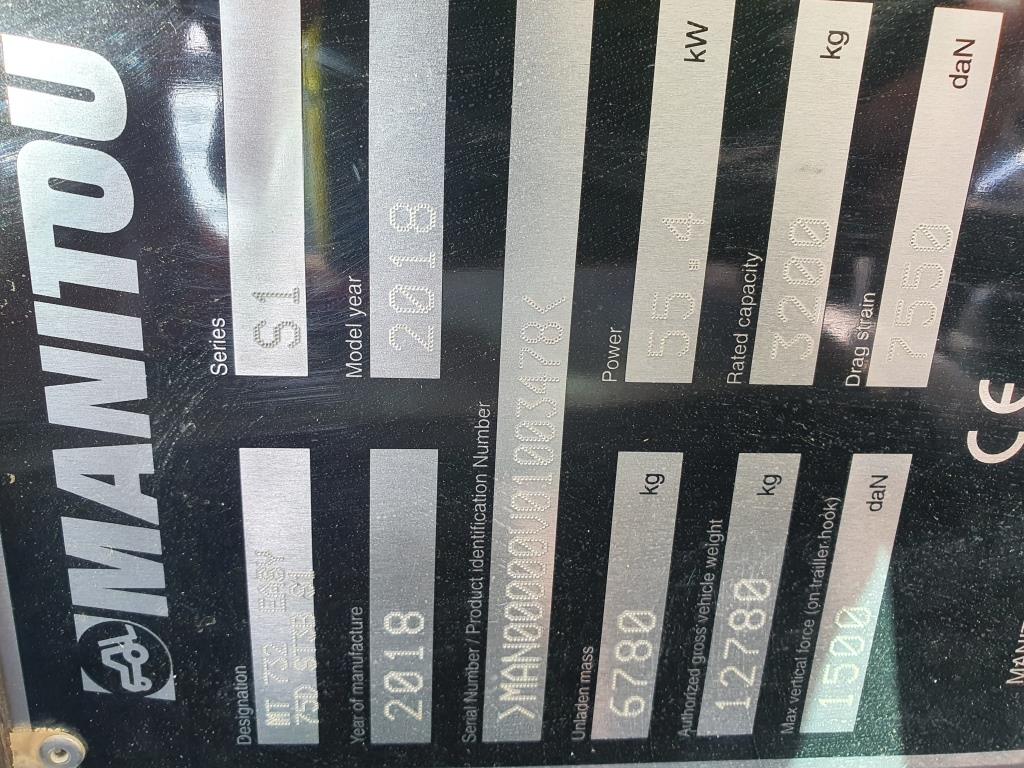 MANITOU
Designation
MT 732 EASY
75D ST3B S1
Series
S1
Year of manufacture
2018
Model year
2018
Serial Number / Product identification Number
>MAN00000V01003478<
Unladen mass
6780 kg
Power
55.4 kW
Authorized gross vehicle weight
12780 kg
Rated capacity
3200 kg
Max vertical force (on trailler hook)
1500 daN
Drag strain
7550 daN
CE